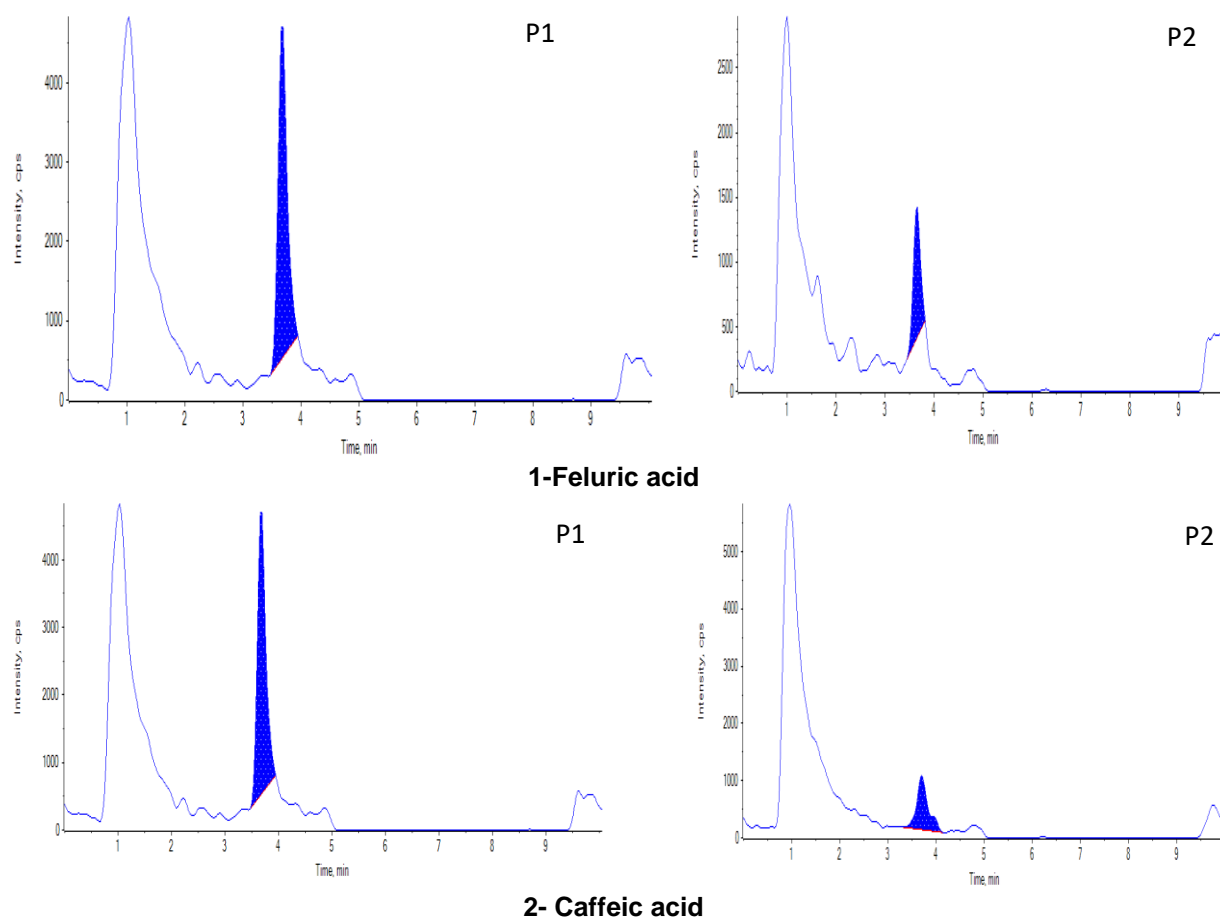 P1
Intensity, cps
4000
3000
2000
1000
0
1 2 3 4 5 6 7 8 9
Time, min
P2
Intensity, cps
2500
2000
1500
1000
500
0
1 2 3 4 5 6 7 8 9
Time, min
1-Feluric acid
P1
Intensity, cps
4000
3000
2000
1000
0
1 2 3 4 5 6 7 8 9
Time, min
P2
Intensity, cps
5000
4000
3000
2000
1000
0
1 2 3 4 5 6 7 8 9
Time, min
2- Caffeic acid